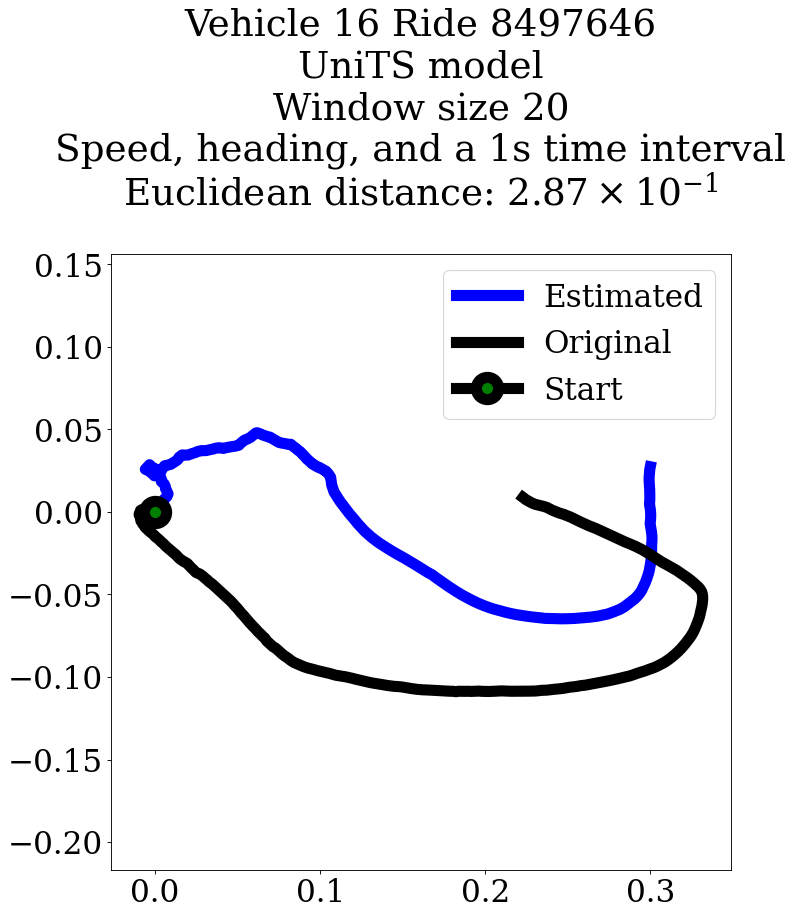 Vehicle 16 Ride 8497646
UniTS model
Window size 20
Speed, heading, and a 1s time interval
Euclidean distance: 2.87 × 10⁻¹
0.15
Estimated
0.10
Original
0.05
Start
0.00
−0.05
−0.10
−0.15
−0.20
0.0 0.1 0.2 0.3